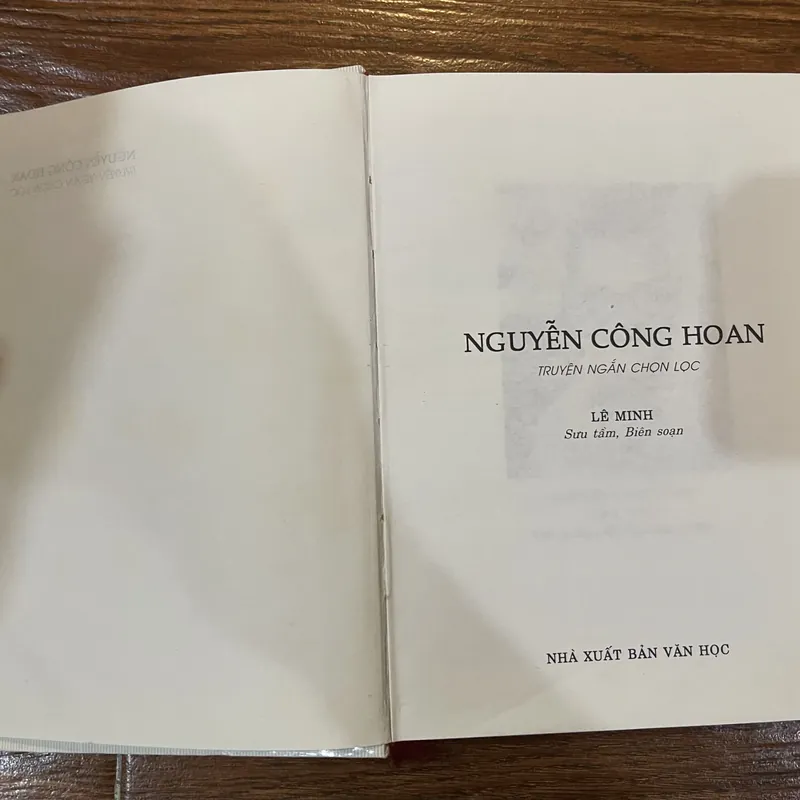 NGUYỄN CÔNG HOAN
TRUYỆN NGẮN CHỌN LỌC
LÊ MINH
Sưu tầm, Biên soạn
NHÀ XUẤT BẢN VĂN HỌC